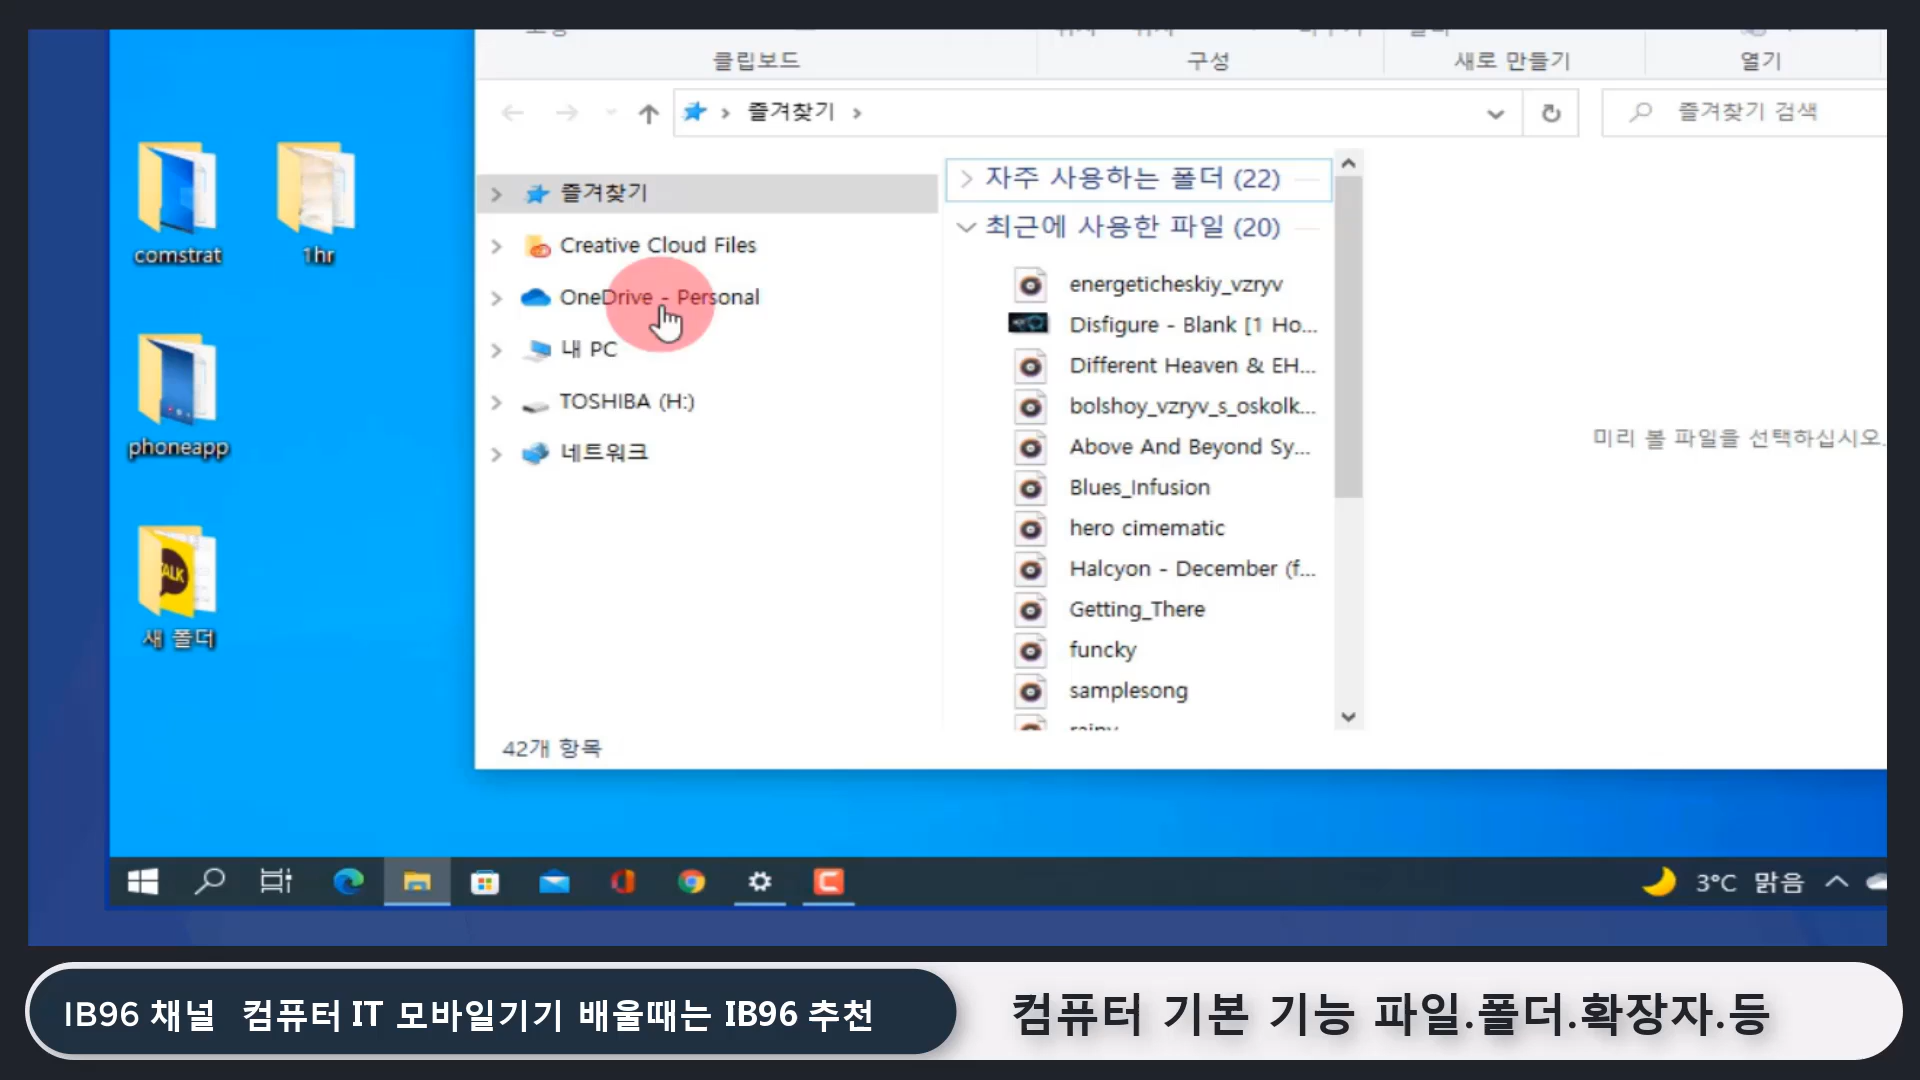 클립보드
구성
새로 만들기
열기
즐겨찾기
즐겨찾기 검색
comstrat
1hr
phoneapp
새 폴더
TALK
즐겨찾기
Creative Cloud Files
OneDrive - Personal
내 PC
TOSHIBA (H:)
네트워크
자주 사용하는 폴더 (22)
최근에 사용한 파일 (20)
energeticheskiy_vzryv
Disfigure - Blank [1 Ho...
Different Heaven & EH...
bolshoy_vzryv_s_oskolk...
Above And Beyond Sy...
Blues_Infusion
hero cimematic
Halcyon - December (f...
Getting_There
funcky
samplesong
미리 볼 파일을 선택하십시오.
42개 항목
3°C 맑음
IB96 채널 컴퓨터 IT 모바일기기 배울때는 IB96 추천
컴퓨터 기본 기능 파일.폴더.확장자.등